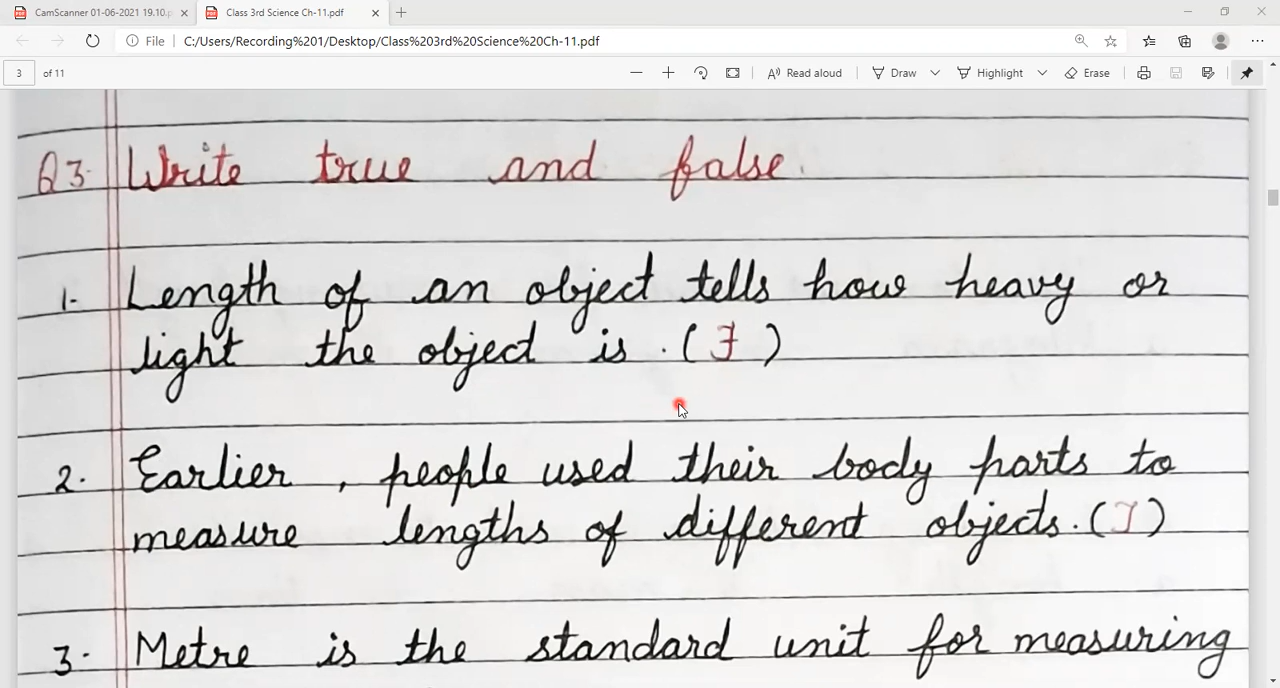 CamScanner 01-06-2021 19.10.p
Class 3rd Science Ch-11.pdf
File
C:/Users/Recording%201/Desktop/Class%203rd%20Science%20Ch-11.pdf
3 of 11
Read aloud
Draw
Highlight
Erase
Q3. Write true and false.
1. Length of an object tells how heavy or
light the object is. (F)
2. Earlier, people used their body parts to
measure lengths of different objects. (T)
3. Metre is the standard unit for measuring